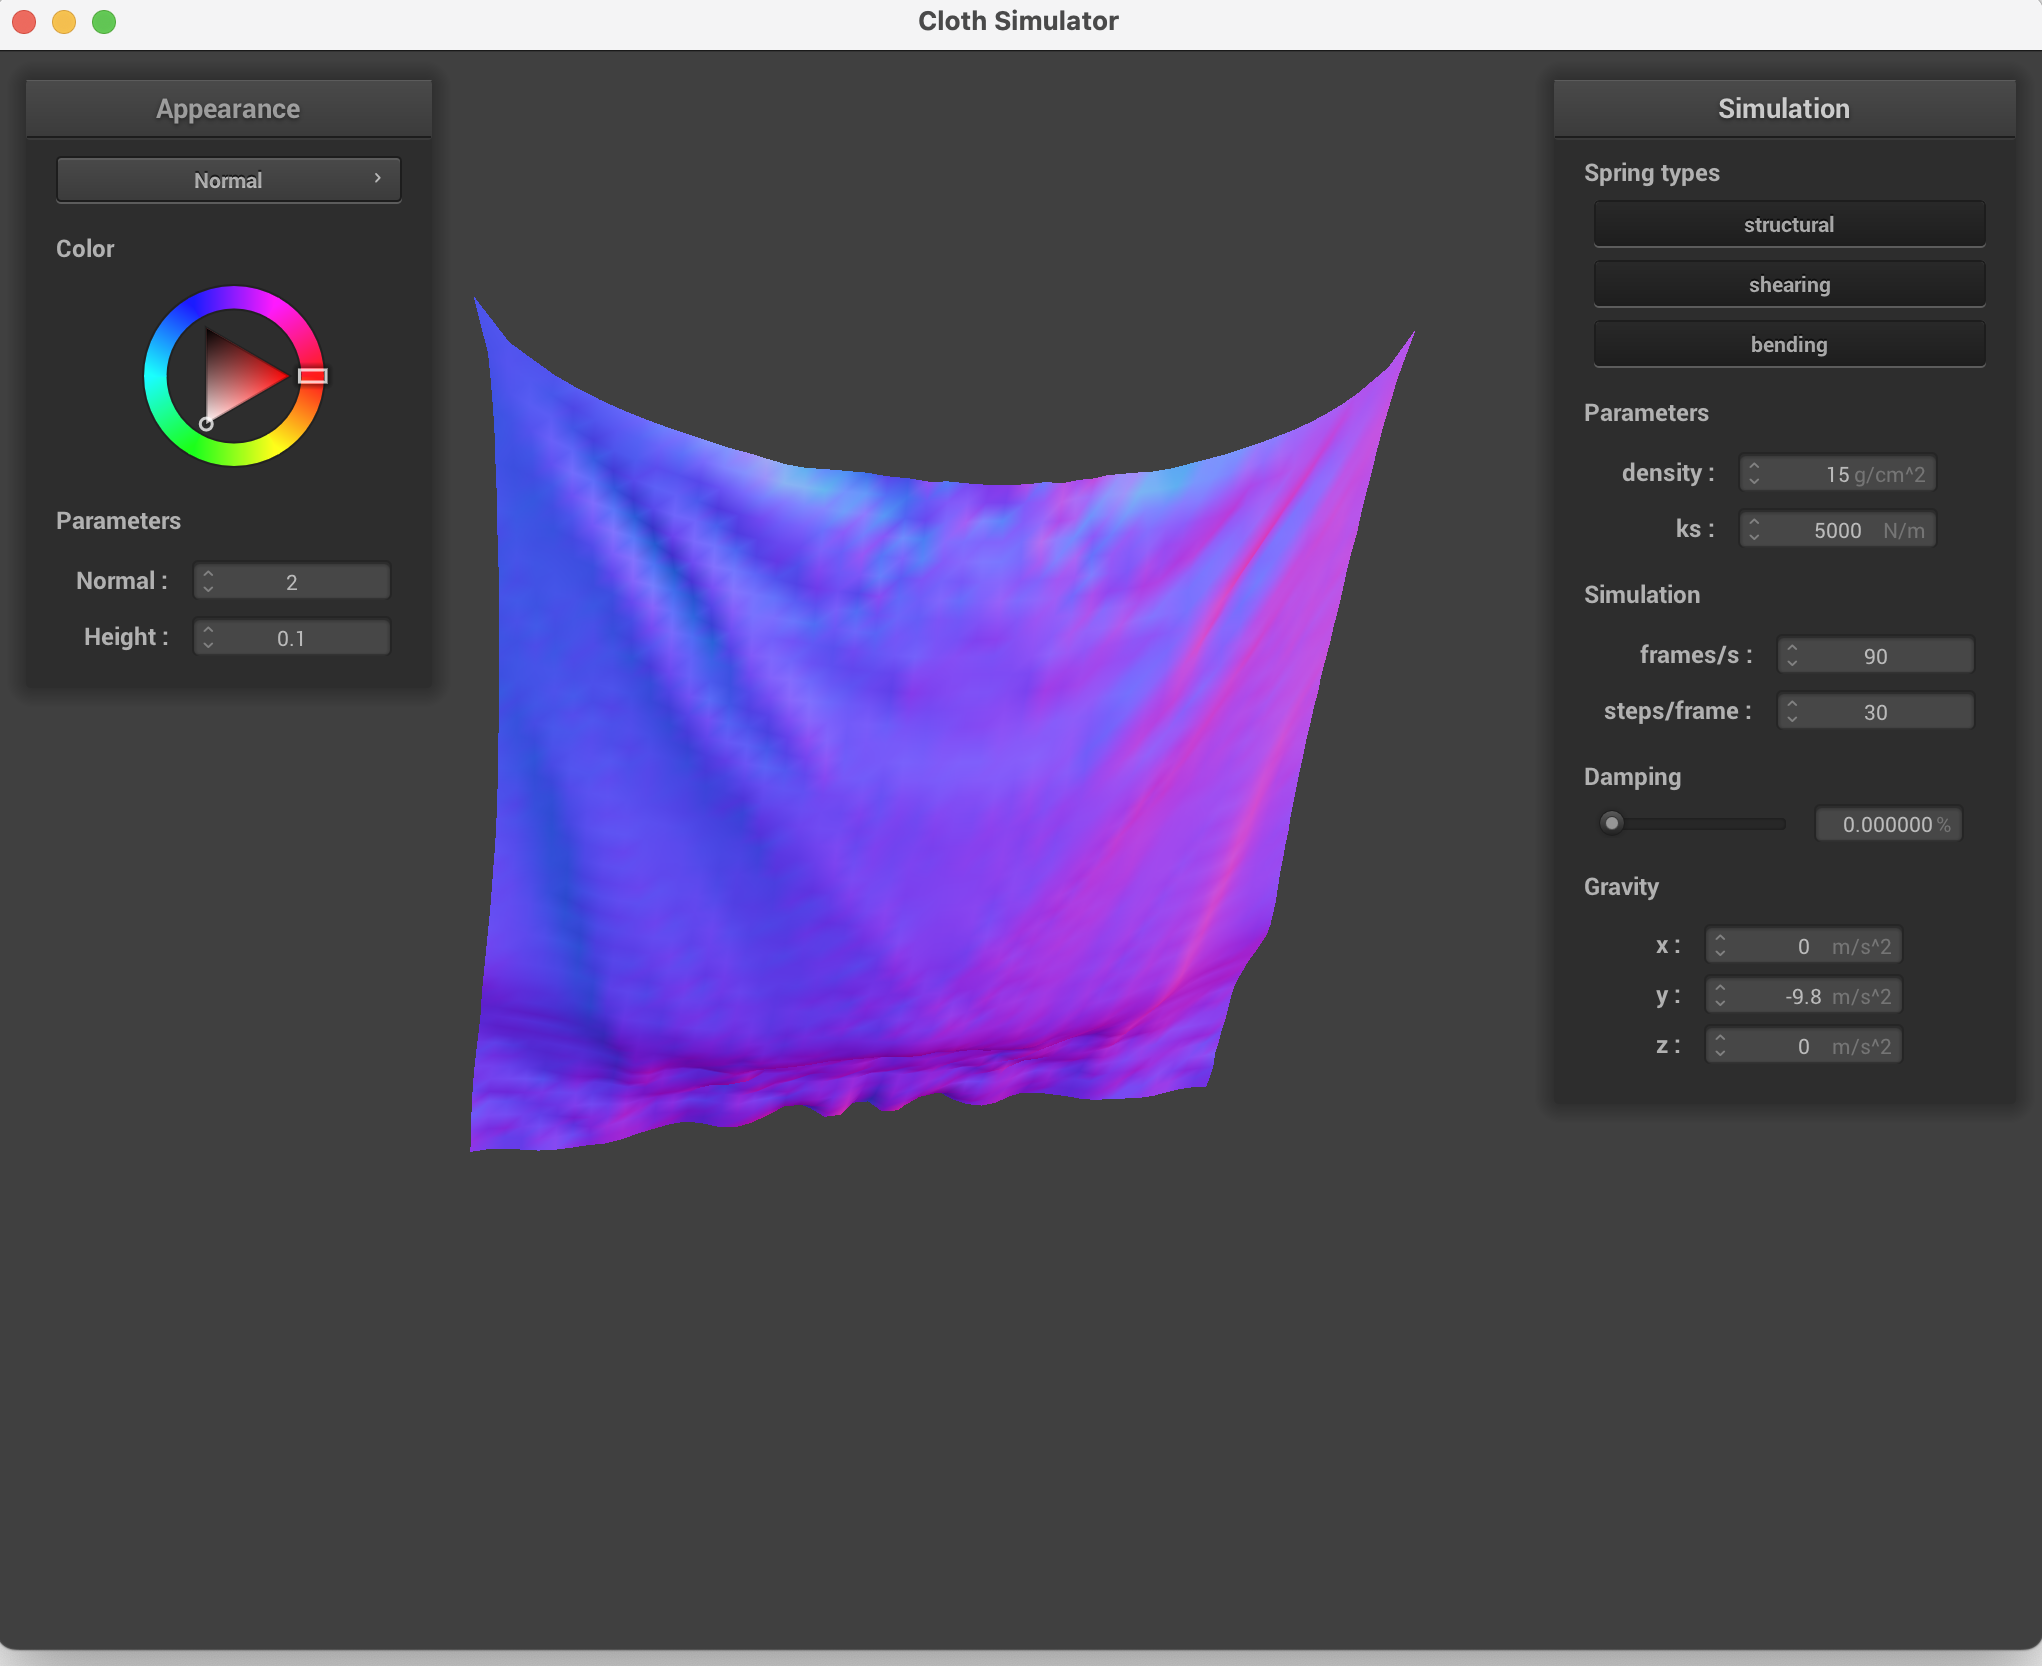 Cloth Simulator
Appearance
Normal
Color
Parameters
Normal : 2
Height : 0.1
Simulation
Spring types
structural
shearing
bending
Parameters
density : 15 g/cm^2
ks : 5000 N/m
Simulation
frames/s : 90
steps/frame : 30
Damping
0.000000 %
Gravity
x : 0 m/s^2
y : -9.8 m/s^2
z : 0 m/s^2